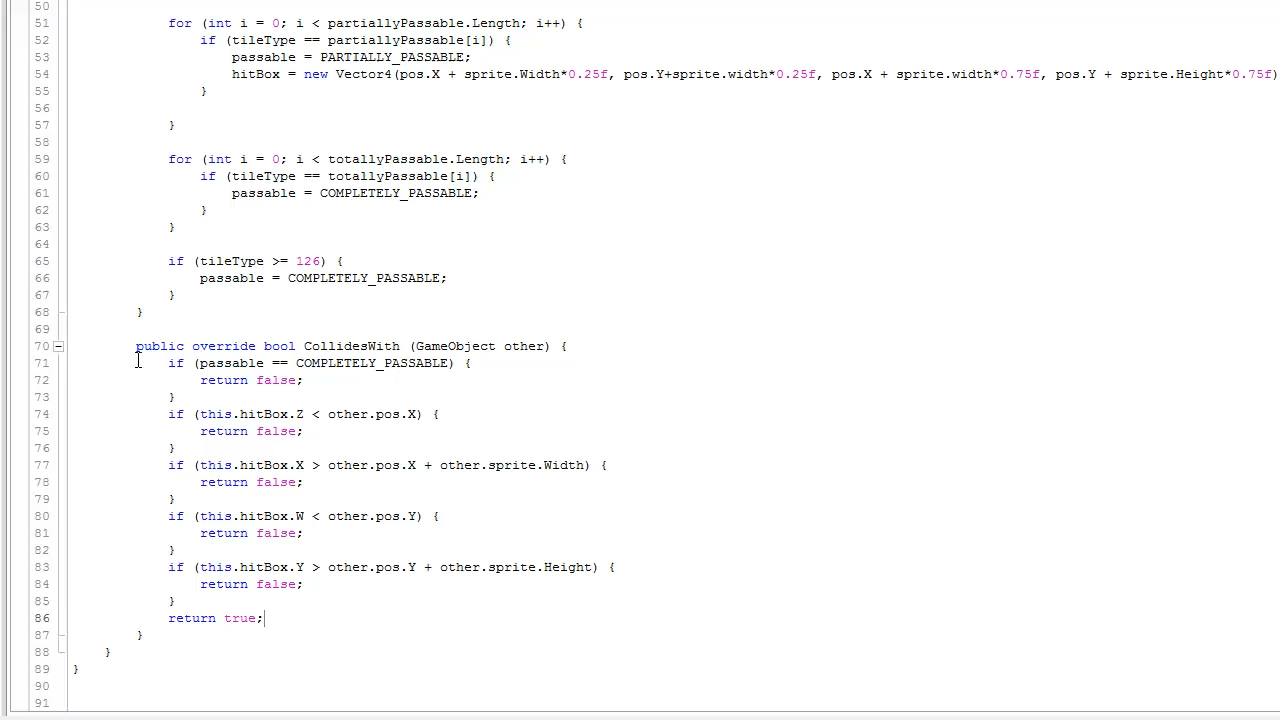 50
51 for (int i = 0; i < partiallyPassable.Length; i++) {
52 if (tileType == partiallyPassable[i]) {
53 passable = PARTIALLY_PASSABLE;
54 hitBox = new Vector4(pos.X + sprite.Width*0.25f, pos.Y+sprite.width*0.25f, pos.X + sprite.width*0.75f, pos.Y + sprite.Height*0.75f)
55 }
56
57 }
58
59 for (int i = 0; i < totallyPassable.Length; i++) {
60 if (tileType == totallyPassable[i]) {
61 passable = COMPLETELY_PASSABLE;
62 }
63 }
64
65 if (tileType >= 126) {
66 passable = COMPLETELY_PASSABLE;
67 }
68 }
69
70 public override bool CollidesWith (GameObject other) {
71 if (passable == COMPLETELY_PASSABLE) {
72 return false;
73 }
74 if (this.hitBox.Z < other.pos.X) {
75 return false;
76 }
77 if (this.hitBox.X > other.pos.X + other.sprite.Width) {
78 return false;
79 }
80 if (this.hitBox.W < other.pos.Y) {
81 return false;
82 }
83 if (this.hitBox.Y > other.pos.Y + other.sprite.Height) {
84 return false;
85 }
86 return true;
87 }
88 }
89 }
90
91